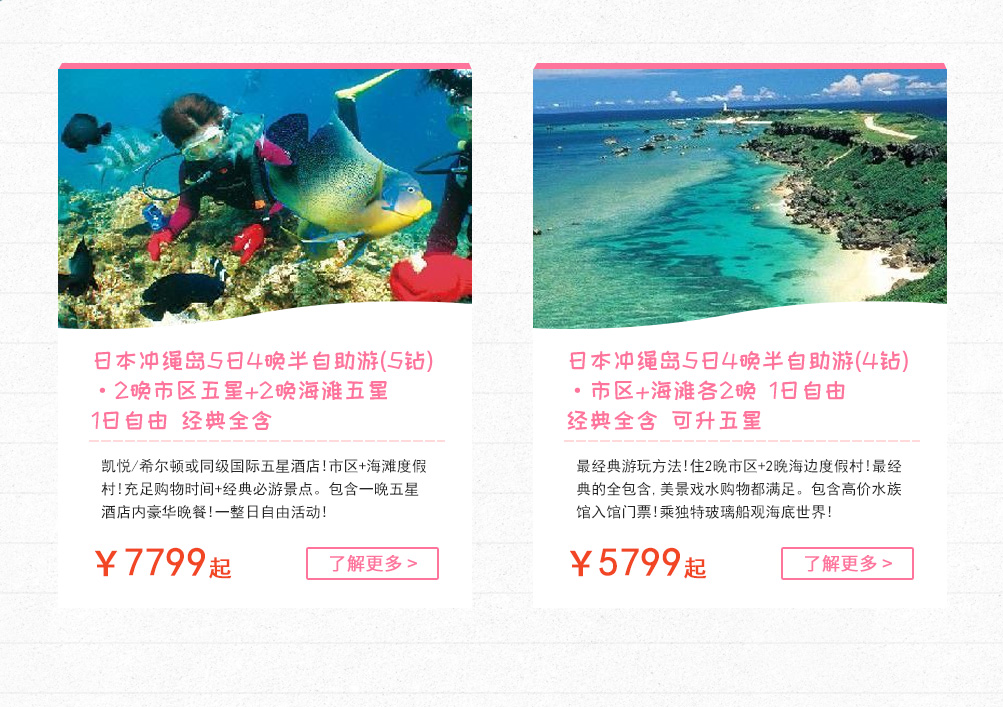 日本冲绳岛5日4晚半自助游(5钻)
·2晚市区五星+2晚海滩五星
1日自由 经典全含
凯悦/希尔顿或同级国际五星酒店!市区+海滩度假
村!充足购物时间+经典必游景点。包含一晚五星
酒店内豪华晚餐!一整日自由活动!
￥7799起
了解更多>
日本冲绳岛5日4晚半自助游(4钻)
·市区+海滩各2晚 1日自由
经典全含 可升五星
最经典游玩方法!住2晚市区+2晚海边度假村!最经
典的全包含,美景戏水购物都满足。包含高价水族
馆入馆门票!乘独特玻璃船观海底世界!
￥5799起
了解更多>